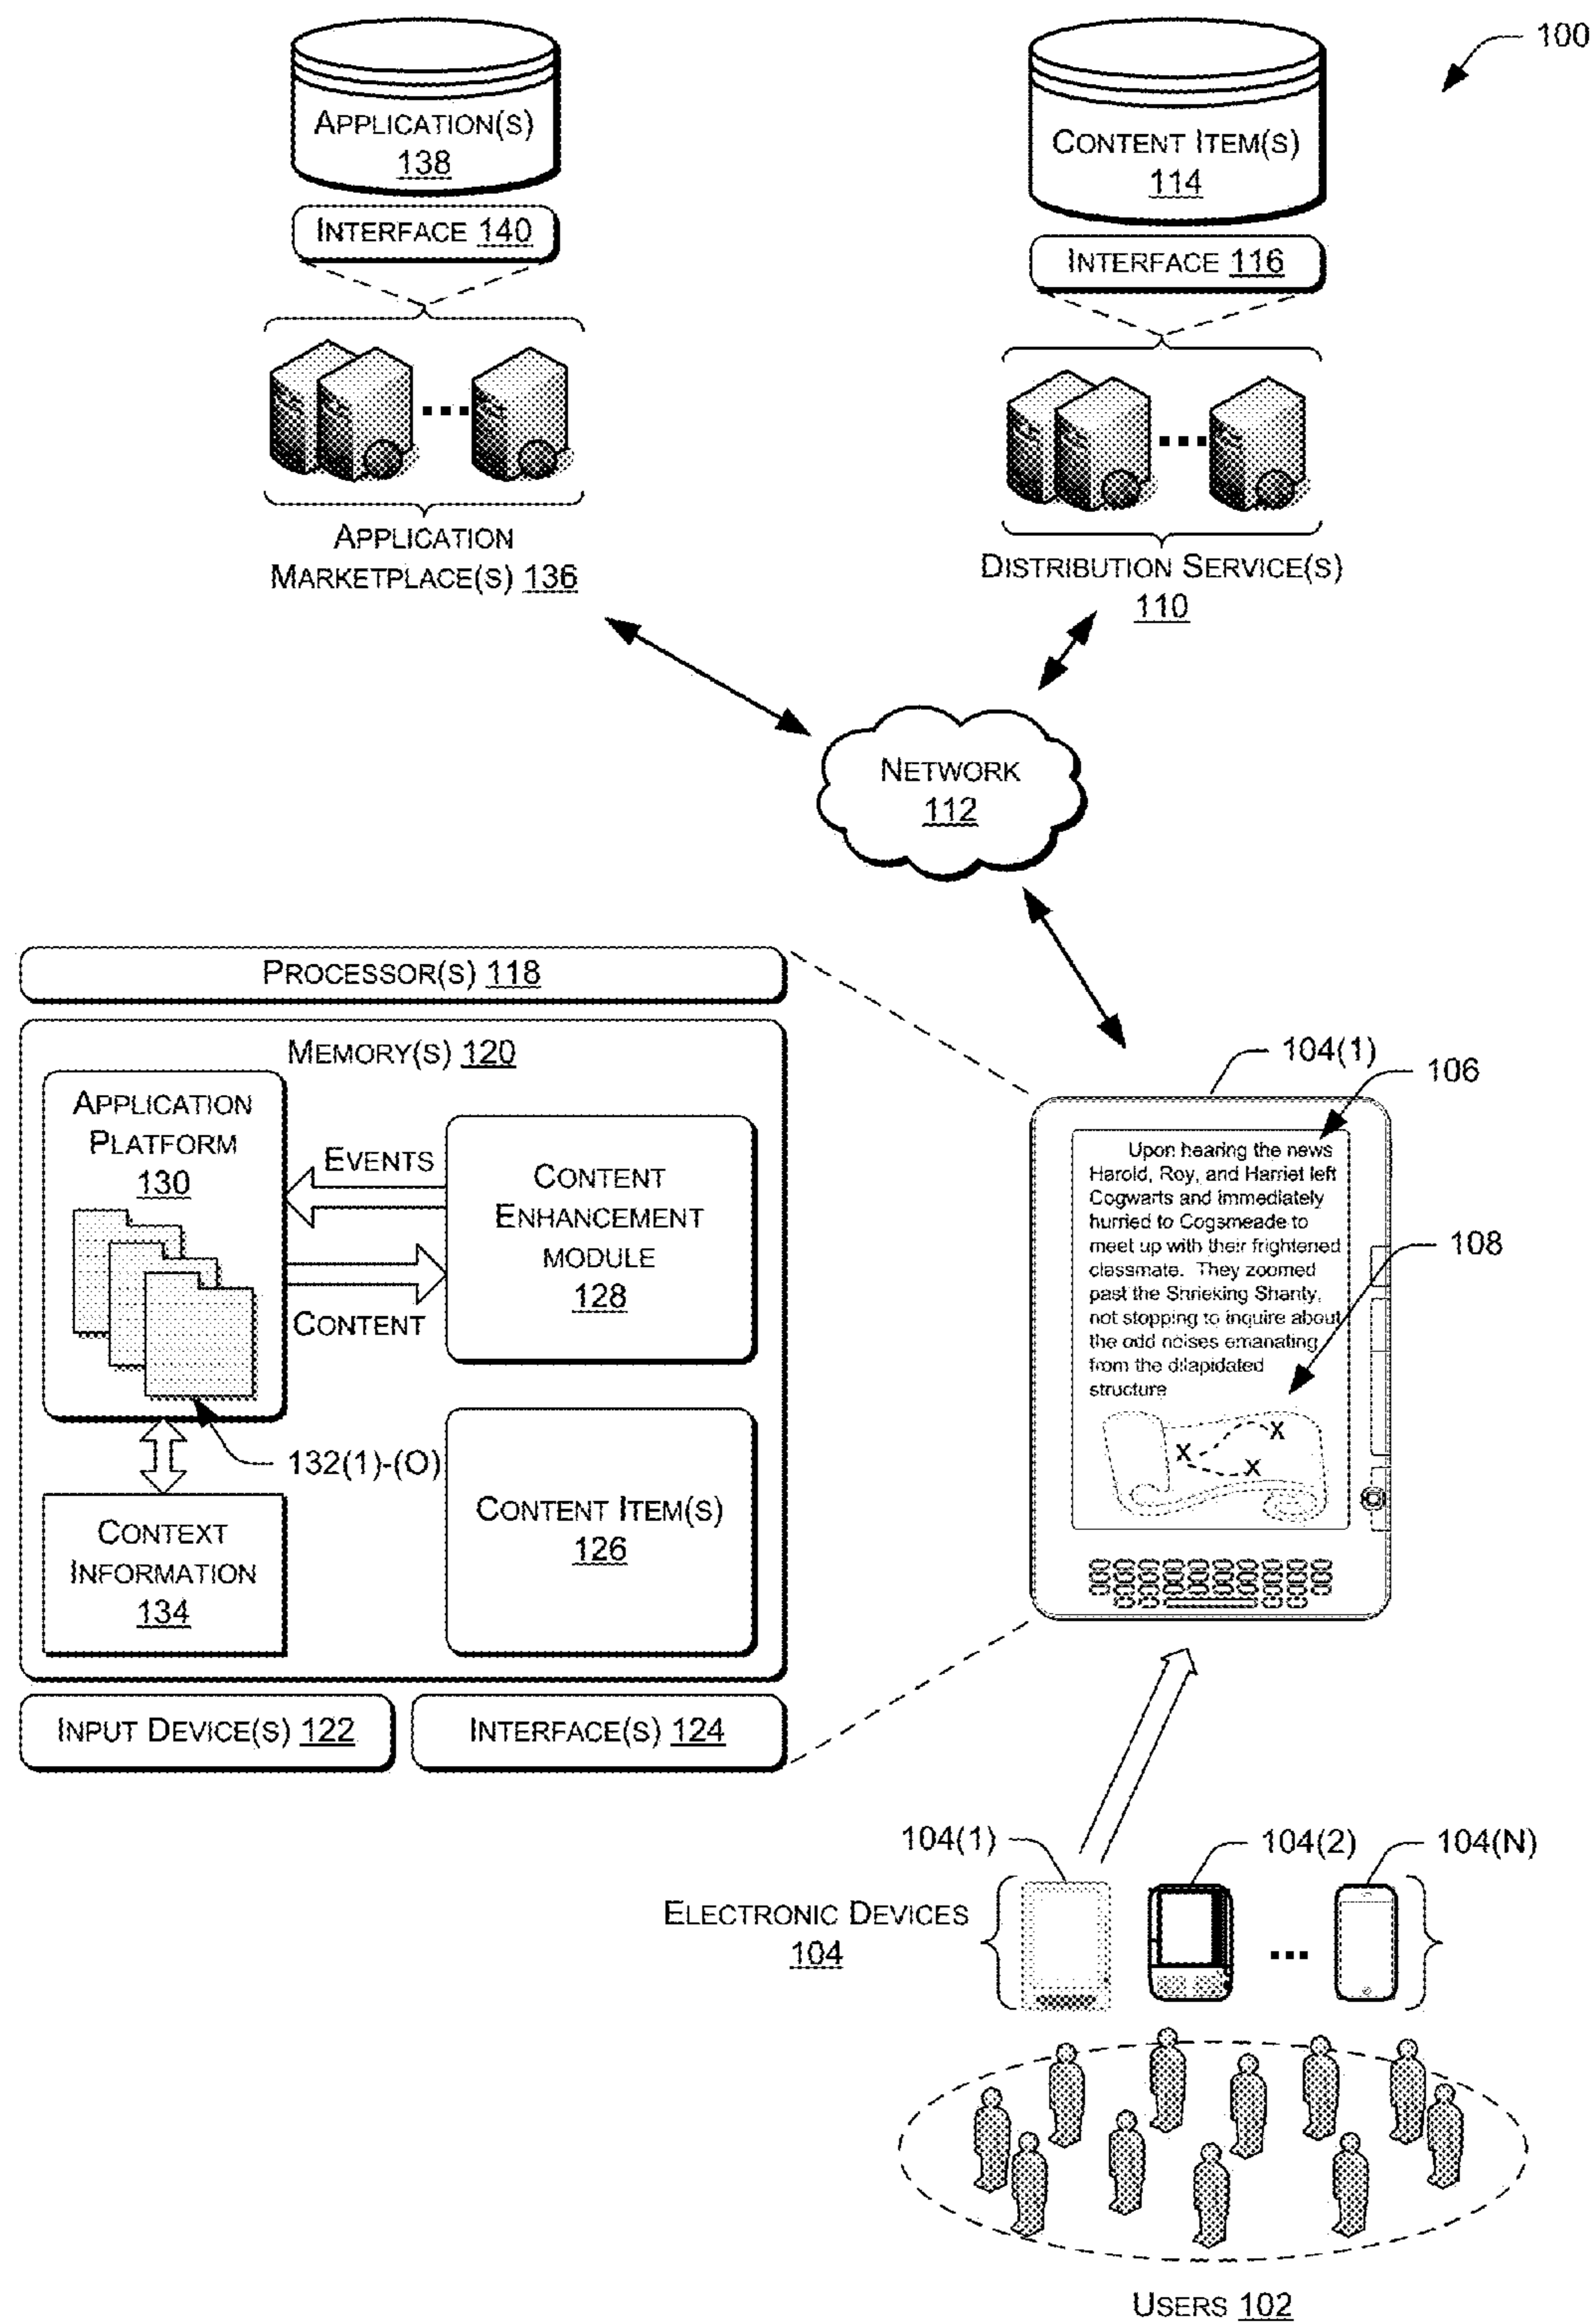 100
APPLICATION(S)
138
INTERFACE 140
CONTENT ITEM(S)
114
INTERFACE 116
APPLICATION
MARKETPLACE(S) 136
DISTRIBUTION SERVICE(S)
110
NETWORK
112
PROCESSOR(S) 118
MEMORY(S) 120
APPLICATION
PLATFORM
130
EVENTS
CONTENT
CONTENT
ENHANCEMENT
MODULE
128
132(1)-(O)
CONTEXT
INFORMATION
134
CONTENT ITEM(S)
126
INPUT DEVICE(S) 122
INTERFACE(S) 124
104(1)
106
Upon hearing the news
Harold, Roy, and Harriet left
Cogwarts and immediately
hurried to Cogsmeade to
meet up with their frightened
classmate. They zoomed
past the Shrieking Shanty,
not stopping to inquire about
the odd noises emanating
from the dilapidated
structure
108
X
X
X
104(1)
104(2)
104(N)
ELECTRONIC DEVICES
104
USERS 102